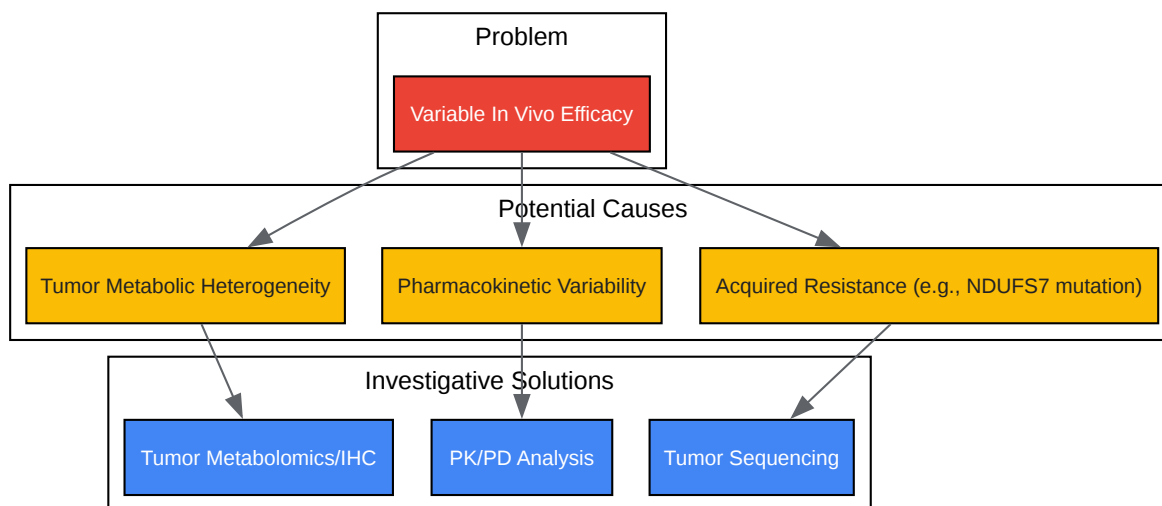 Problem
Variable In Vivo Efficacy
Potential Causes
Tumor Metabolic Heterogeneity
Pharmacokinetic Variability
Acquired Resistance (e.g., NDUFS7 mutation)
Investigative Solutions
Tumor Metabolomics/IHC
PK/PD Analysis
Tumor Sequencing